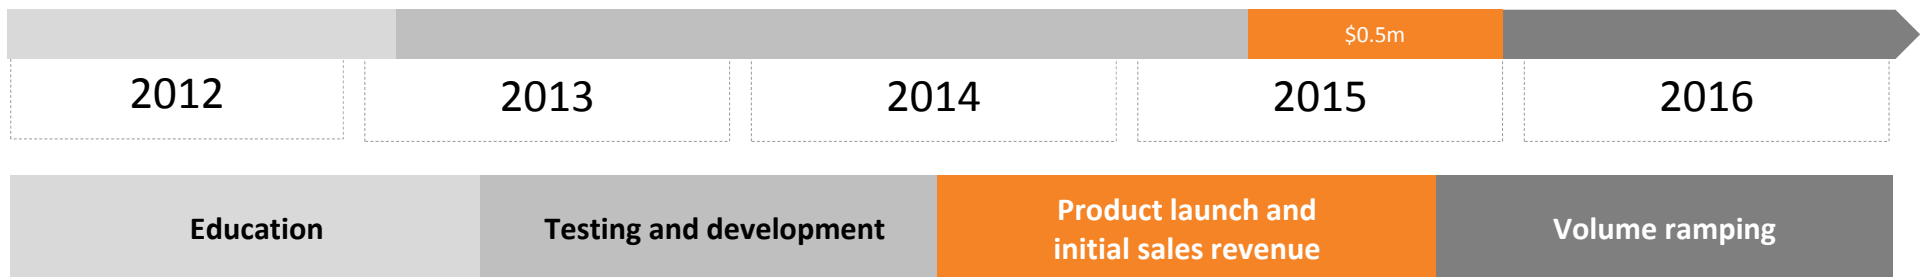 $0.5m
2012
2013
2014
2015
2016
Education
Testing and development
Product launch and
initial sales revenue
Volume ramping